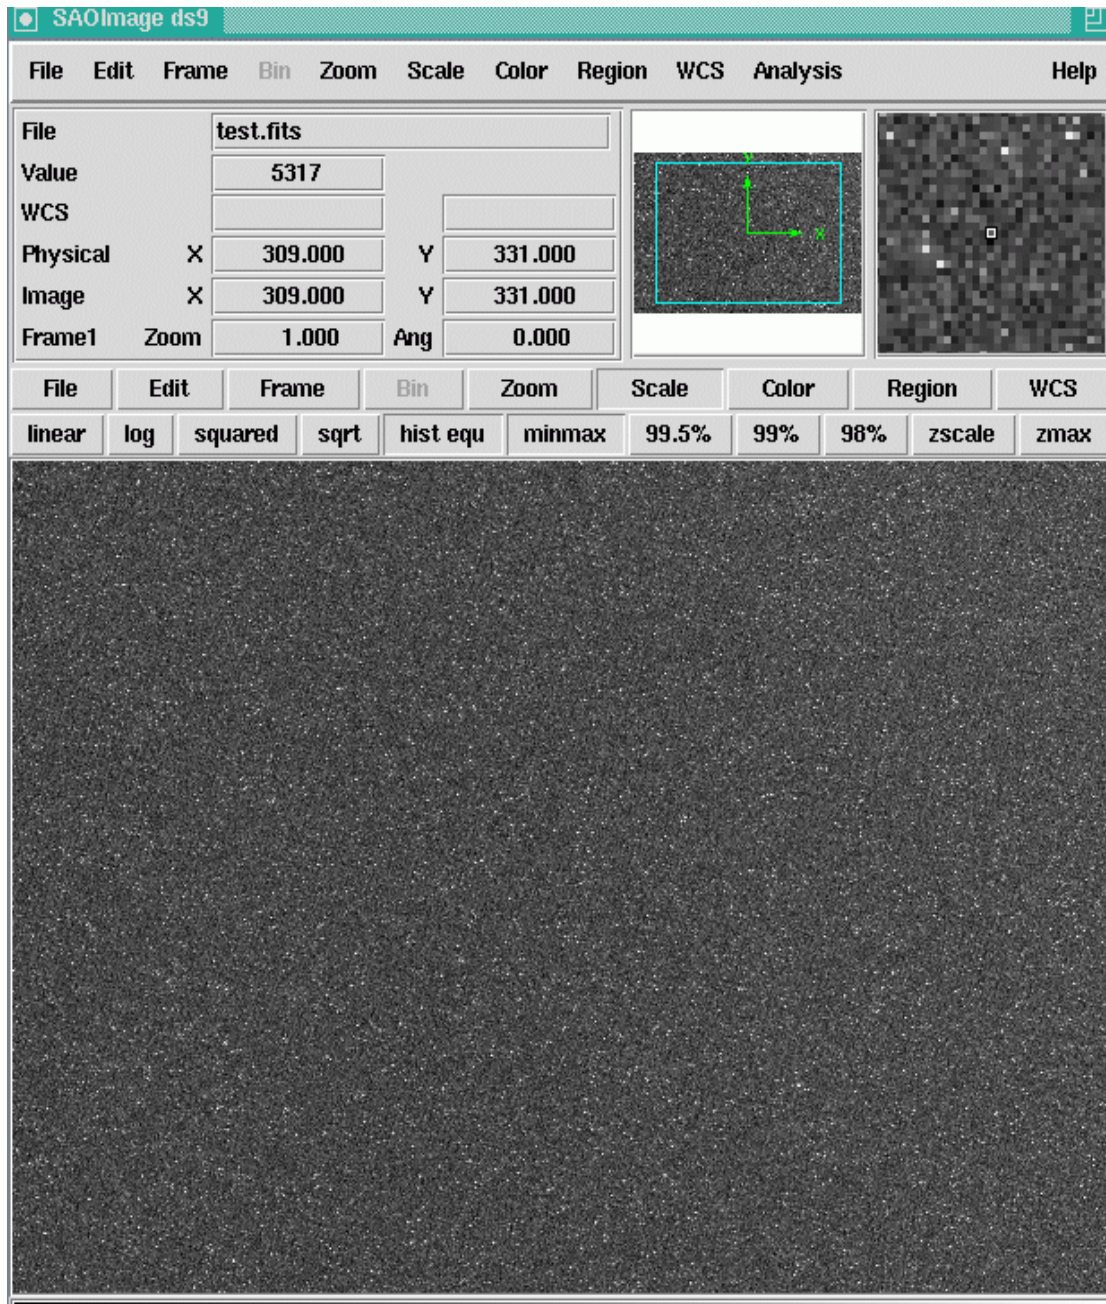 SAOImage ds9
File Edit Frame Bin Zoom Scale Color Region WCS Analysis Help
File test.fits
Value 5317
WCS
Physical X 309.000 Y 331.000
Image X 309.000 Y 331.000
Frame1 Zoom 1.000 Ang 0.000
Y
X
File Edit Frame Bin Zoom Scale Color Region WCS
linear log squared sqrt hist equ minmax 99.5% 99% 98% zscale zmax